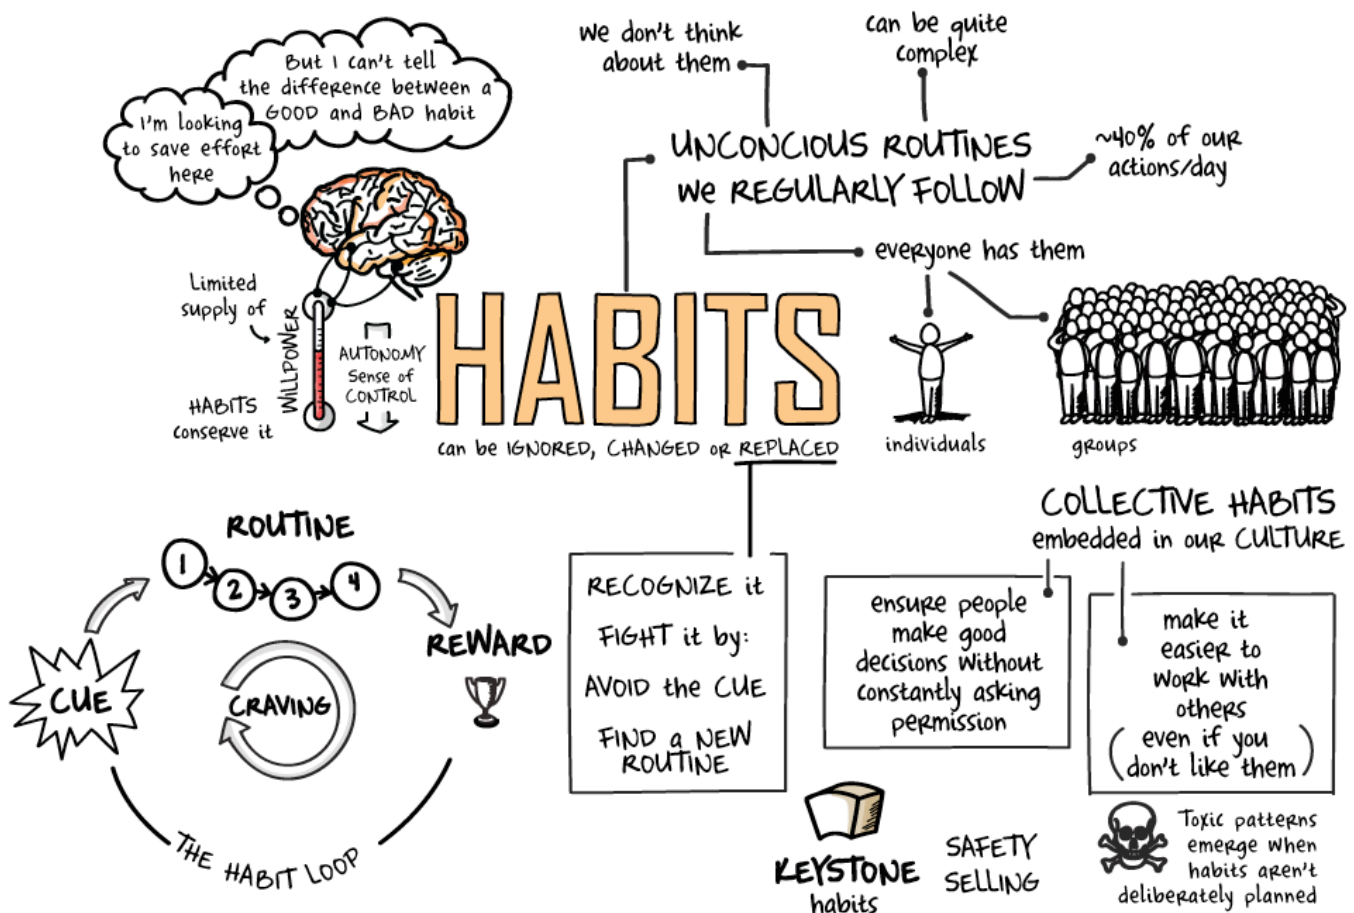 But I can't tell
the difference between a
GOOD and BAD habit
I'm looking
to save effort
here
we don't think
about them
can be quite
complex
UNCONCIOUS ROUTINES
we REGULARLY FOLLOW
~40% of our
actions/day
everyone has them
individuals
groups
Limited
supply of
WILLPOWER
HABITS
conserve it
AUTONOMY
Sense of
CONTROL
HABITS
can be IGNORED, CHANGED or REPLACED
ROUTINE
1
2
3
4
REWARD
CUE
CRAVING
THE HABIT LOOP
RECOGNIZE it
FIGHT it by:
AVOID the CUE
FIND a NEW
ROUTINE
COLLECTIVE HABITS
embedded in our CULTURE
ensure people
make good
decisions without
constantly asking
permission
make it
easier to
work with
others
(even if you
don't like them)
KEYSTONE
habits
SAFETY
SELLING
Toxic patterns
emerge when
habits aren't
deliberately planned